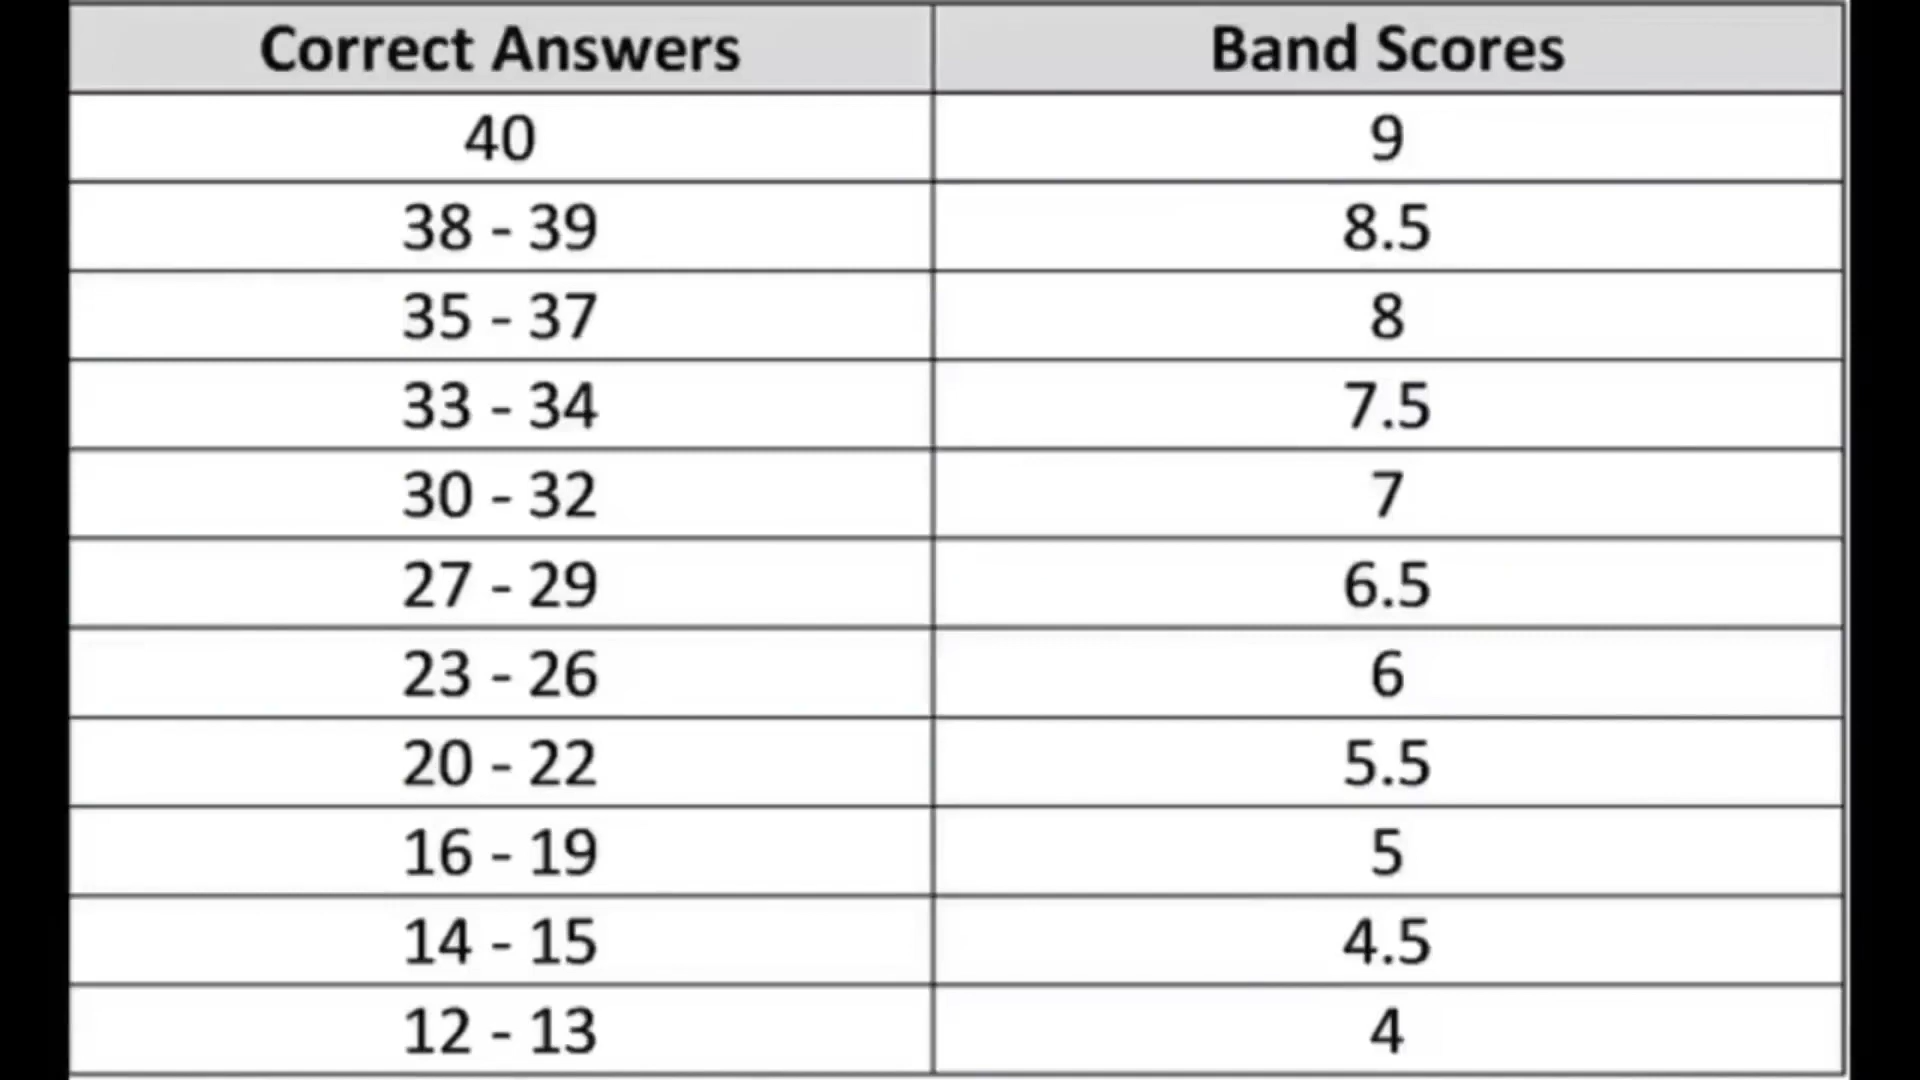 Correct Answers Band Scores
40 9
38 - 39 8.5
35 - 37 8
33 - 34 7.5
30 - 32 7
27 - 29 6.5
23 - 26 6
20 - 22 5.5
16 - 19 5
14 - 15 4.5
12 - 13 4